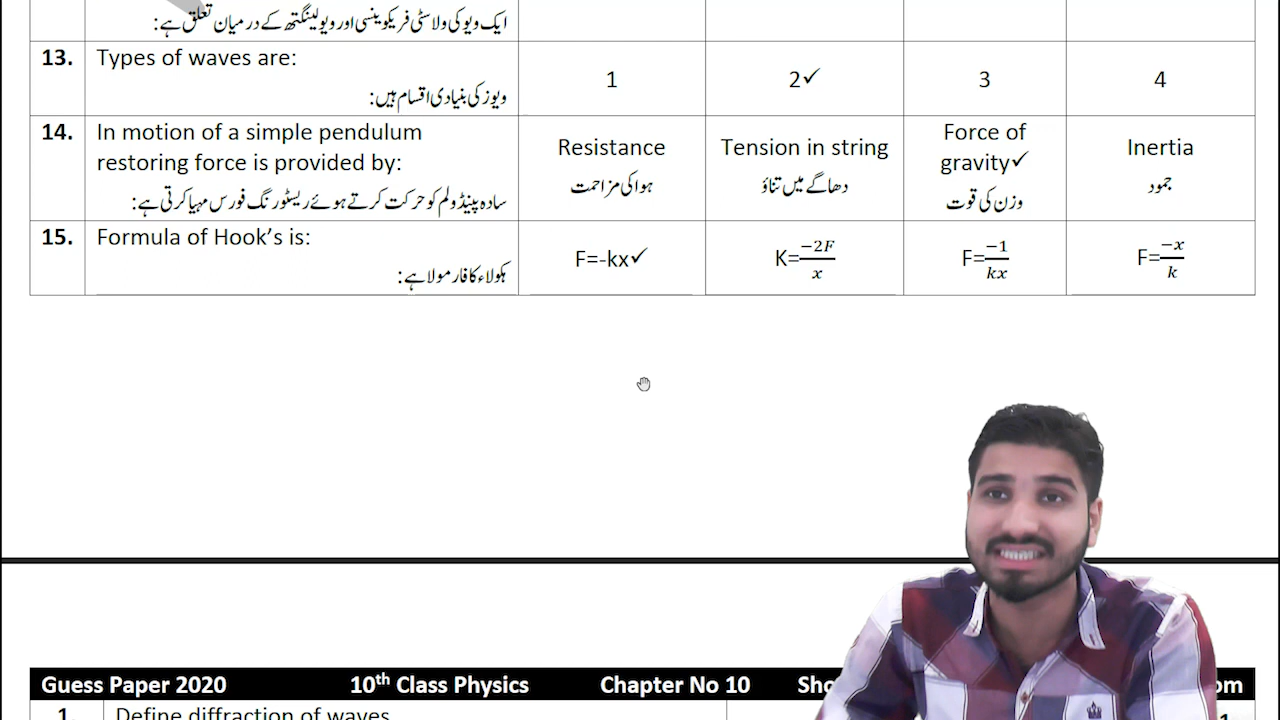 ایک ویو کی ولاسٹی فریکوینسی اور ویولینگتھ کے درمیان تعلق ہے:
13. Types of waves are: 1 2✓ 3 4
ویوز کی بنیادی اقسام ہیں:
14. In motion of a simple pendulum restoring force is provided by:
سادہ پینڈولم کو حرکت کرتے ہوئے ریسٹورنگ فورس مہیا کرتی ہے:
Resistance
ہوا کی مزاحمت
Tension in string
دھاگے میں تناؤ
Force of
gravity✓
وزن کی قوت
Inertia
جمود
15. Formula of Hook's is:
ہکولاء کا فارمولا ہے:
F=-kx✓ K=−2F/x F=−1/kx F=−x/k
Guess Paper 2020 10th Class Physics Chapter No 10 om
1. Define diffraction of waves 1